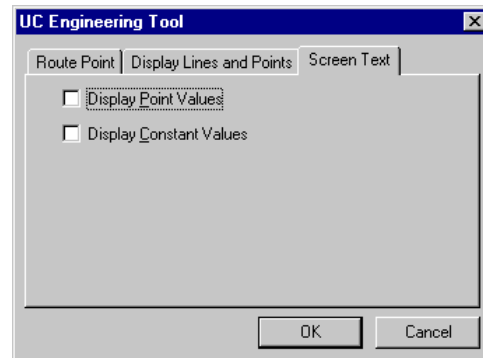 UC Engineering Tool
Route Point Display Lines and Points Screen Text
Display Point Values
Display Constant Values
OK Cancel